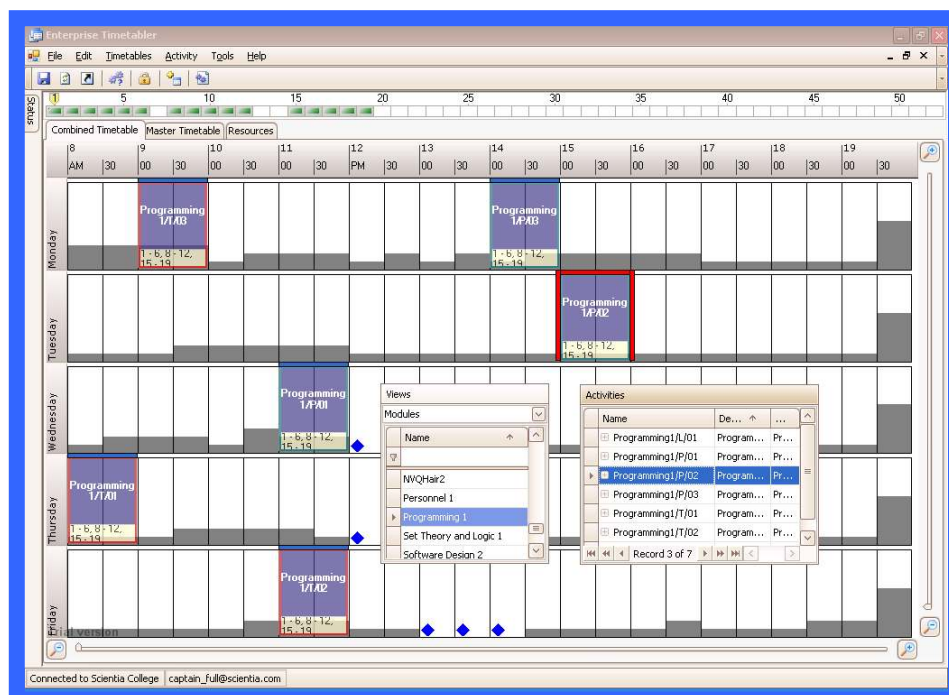 Enterprise Timetabler
File Edit Timetables Activity Tools Help
Status
1 5 10 15 20 25 30 35 40 45 50
Combined Timetable Master Timetable Resources
8 9 10 11 12 13 14 15 16 17 18 19
AM 30 00 30 00 30 00 30 PM 30 00 30 00 30 00 30 00 30 00 30 00 30 00 30
Monday
Programming
1/T/03
1 - 6, 8 - 12,
15 - 19
Programming
1/P/03
1 - 6, 8 - 12,
15 - 19
Tuesday
Programming
1/P/02
1 - 6, 8 - 12,
15 - 19
Wednesday
Programming
1/P/01
1 - 6, 8 - 12,
15 - 19
Thursday
Programming
1/T/01
1 - 6, 8 - 12,
15 - 19
Friday
Programming
1/T/02
1 - 6, 8 - 12,
15 - 19
Trial version
Views
Modules
Name
NVQHair2
Personnel 1
Programming 1
Set Theory and Logic 1
Software Design 2
Activities
Name De... ...
Programming1/L/01 Program... Pr...
Programming1/P/01 Program... Pr...
Programming1/P/02 Program... Pr...
Programming1/P/03 Program... Pr...
Programming1/T/01 Program... Pr...
Programming1/T/02 Program... Pr...
Record 3 of 7
Connected to Scientia College captain_full@scientia.com